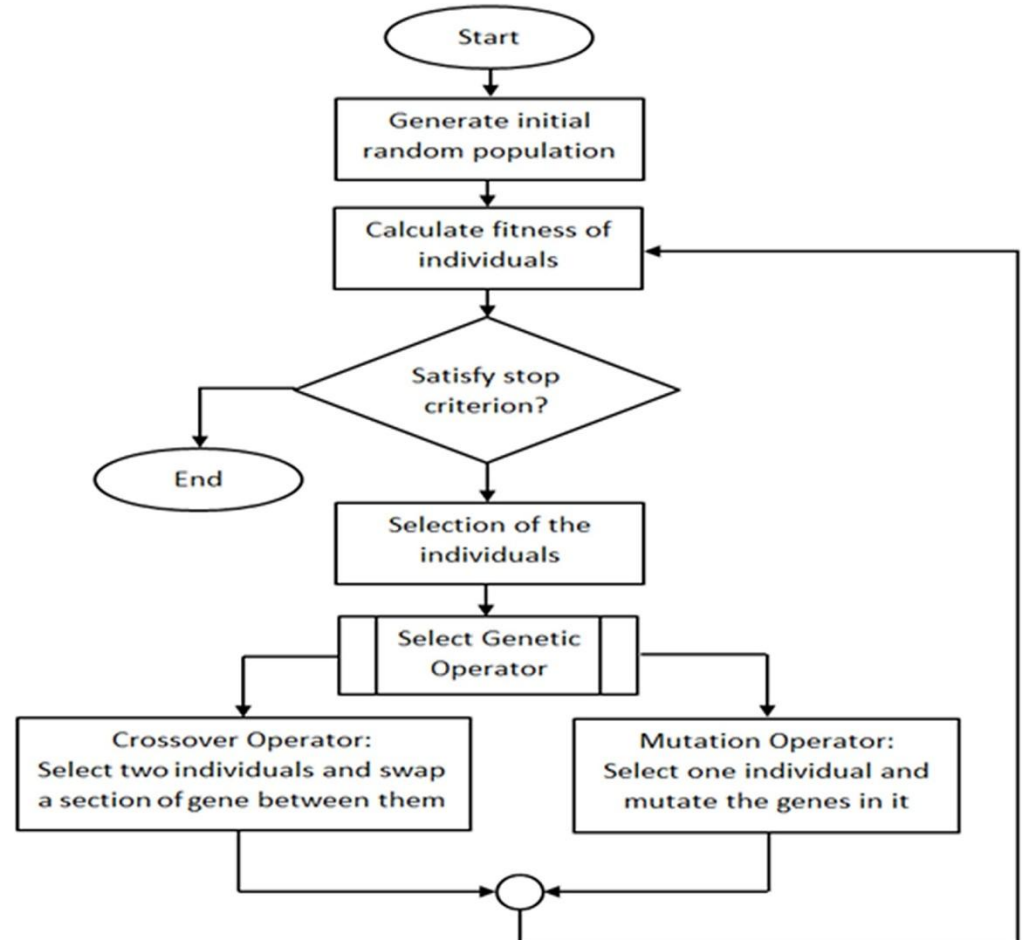 Start
Generate initial
random population
Calculate fitness of
individuals
Satisfy stop
criterion?
End
Selection of the
individuals
Select Genetic
Operator
Crossover Operator:
Select two individuals and swap
a section of gene between them
Mutation Operator:
Select one individual and
mutate the genes in it